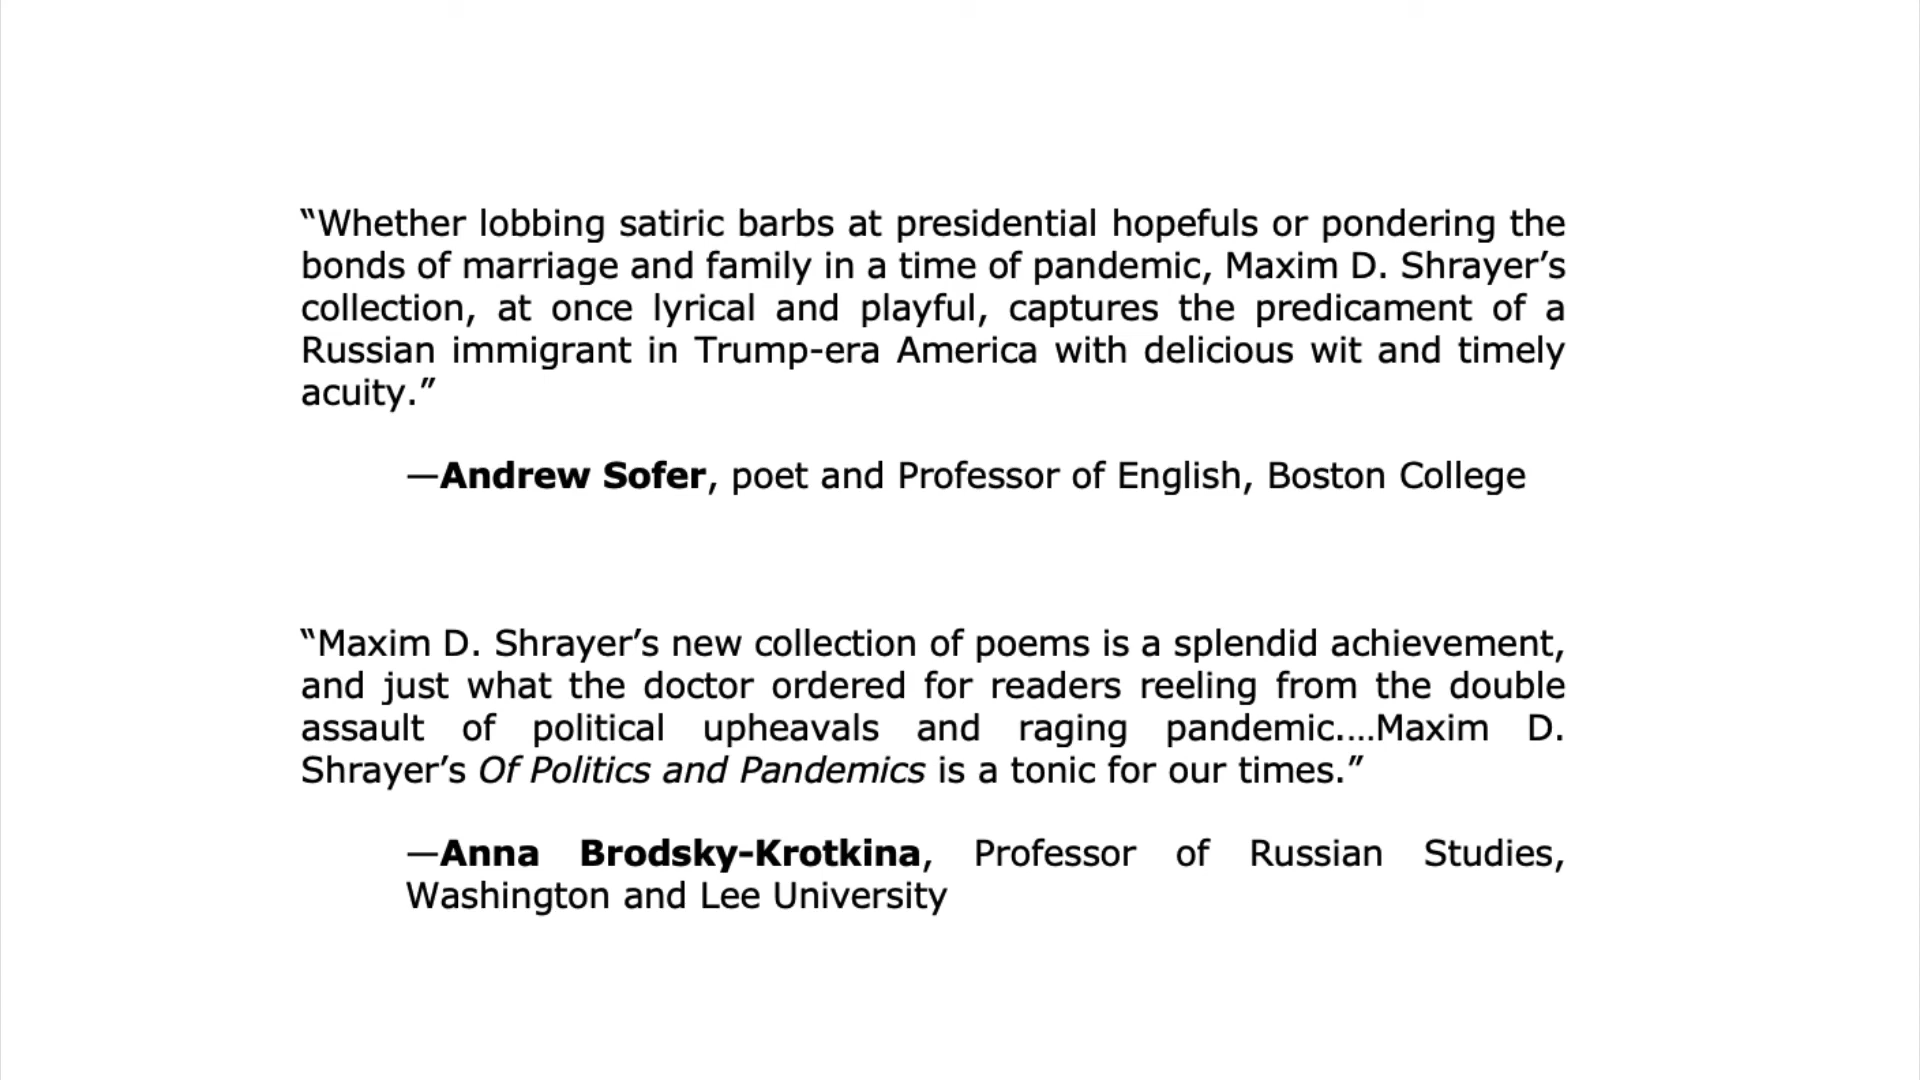 “Whether lobbing satiric barbs at presidential hopefuls or pondering the
bonds of marriage and family in a time of pandemic, Maxim D. Shrayer’s
collection, at once lyrical and playful, captures the predicament of a
Russian immigrant in Trump-era America with delicious wit and timely
acuity.”
—Andrew Sofer, poet and Professor of English, Boston College
“Maxim D. Shrayer’s new collection of poems is a splendid achievement,
and just what the doctor ordered for readers reeling from the double
assault of political upheavals and raging pandemic....Maxim D.
Shrayer’s Of Politics and Pandemics is a tonic for our times.”
—Anna Brodsky-Krotkina, Professor of Russian Studies,
Washington and Lee University